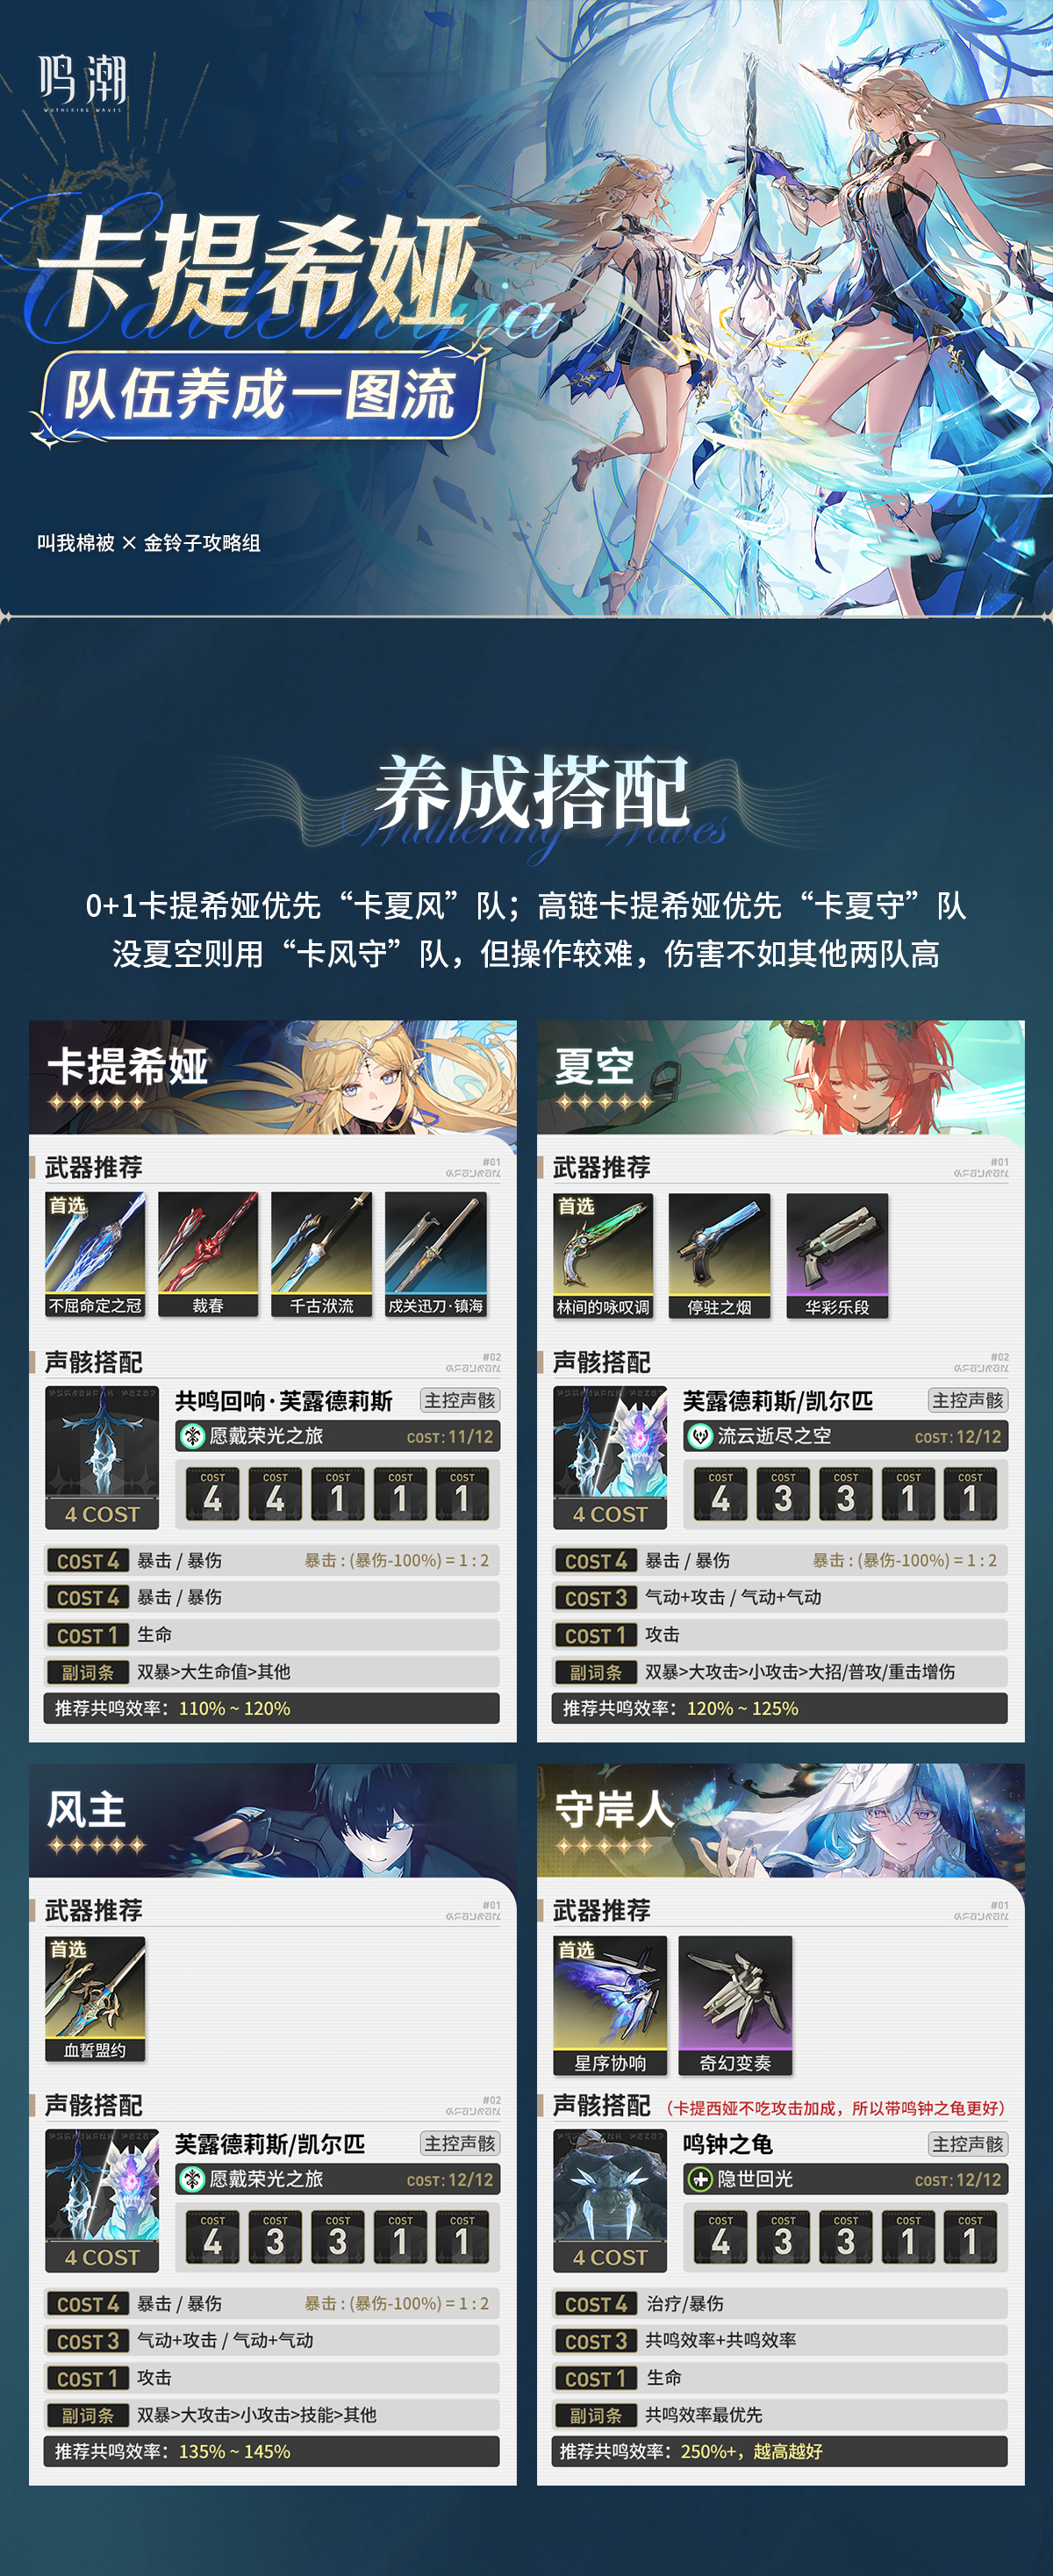 鸣潮
WUTHERING WAVES
卡提希娅
Cartethyia
队伍养成一图流
叫我棉被 × 金铃子攻略组
养成搭配
Wuthering Waves
0+1卡提希娅优先“卡夏风”队；高链卡提希娅优先“卡夏守”队
没夏空则用“卡风守”队，但操作较难，伤害不如其他两队高
卡提希娅
武器推荐
#01
首选
不屈命定之冠
裁春
千古洑流
戍关迅刀·镇海
声骸搭配
#02
共鸣回响·芙露德莉斯
主控声骸
愿戴荣光之旅
COST:11/12
4 COST
COST 4
COST 4
COST 1
COST 1
COST 1
COST 4 暴击 / 暴伤 暴击 : (暴伤-100%) = 1 : 2
COST 4 暴击 / 暴伤
COST 1 生命
副词条 双暴>大生命值>其他
推荐共鸣效率：110% ~ 120%
夏空
武器推荐
#01
首选
林间的咏叹调
停驻之烟
华彩乐段
声骸搭配
#02
芙露德莉斯/凯尔匹
主控声骸
流云逝尽之空
COST:12/12
4 COST
COST 4
COST 3
COST 3
COST 1
COST 1
COST 4 暴击 / 暴伤 暴击 : (暴伤-100%) = 1 : 2
COST 3 气动+攻击 / 气动+气动
COST 1 攻击
副词条 双暴>大攻击>小攻击>大招/普攻/重击增伤
推荐共鸣效率：120% ~ 125%
风主
武器推荐
#01
首选
血誓盟约
声骸搭配
#02
芙露德莉斯/凯尔匹
主控声骸
愿戴荣光之旅
COST:12/12
4 COST
COST 4
COST 3
COST 3
COST 1
COST 1
COST 4 暴击 / 暴伤 暴击 : (暴伤-100%) = 1 : 2
COST 3 气动+攻击 / 气动+气动
COST 1 攻击
副词条 双暴>大攻击>小攻击>技能>其他
推荐共鸣效率：135% ~ 145%
守岸人
武器推荐
#01
首选
星序协响
奇幻变奏
声骸搭配
（卡提西娅不吃攻击加成，所以带鸣钟之龟更好）
鸣钟之龟
主控声骸
隐世回光
COST:12/12
4 COST
COST 4
COST 3
COST 3
COST 1
COST 1
COST 4 治疗/暴伤
COST 3 共鸣效率+共鸣效率
COST 1 生命
副词条 共鸣效率最优先
推荐共鸣效率：250%+，越高越好